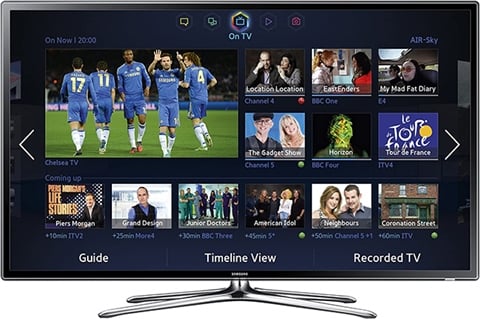 On TV
On Now | 20:00
AIR-Sky
Chelsea TV
Location Location
Channel 4
EastEnders
BBC One
My Mad Fat Diary
E4
The Gadget Show
Channel 5
Horizon
BBC Four
Le
TOUR
FRANCE
Tour de France
ITV4
Coming up
PIERS MORGAN'S
LIFE
STORIES
Piers Morgan
+10min ITV2
Grand Design
+25min More4
Junior Doctors
+30min BBC Three
American Idol
+45min 5*
Neighbours
+50min Channel 5 +1
Coronation Street
+60min ITV
Guide
Timeline View
Recorded TV
SAMSUNG